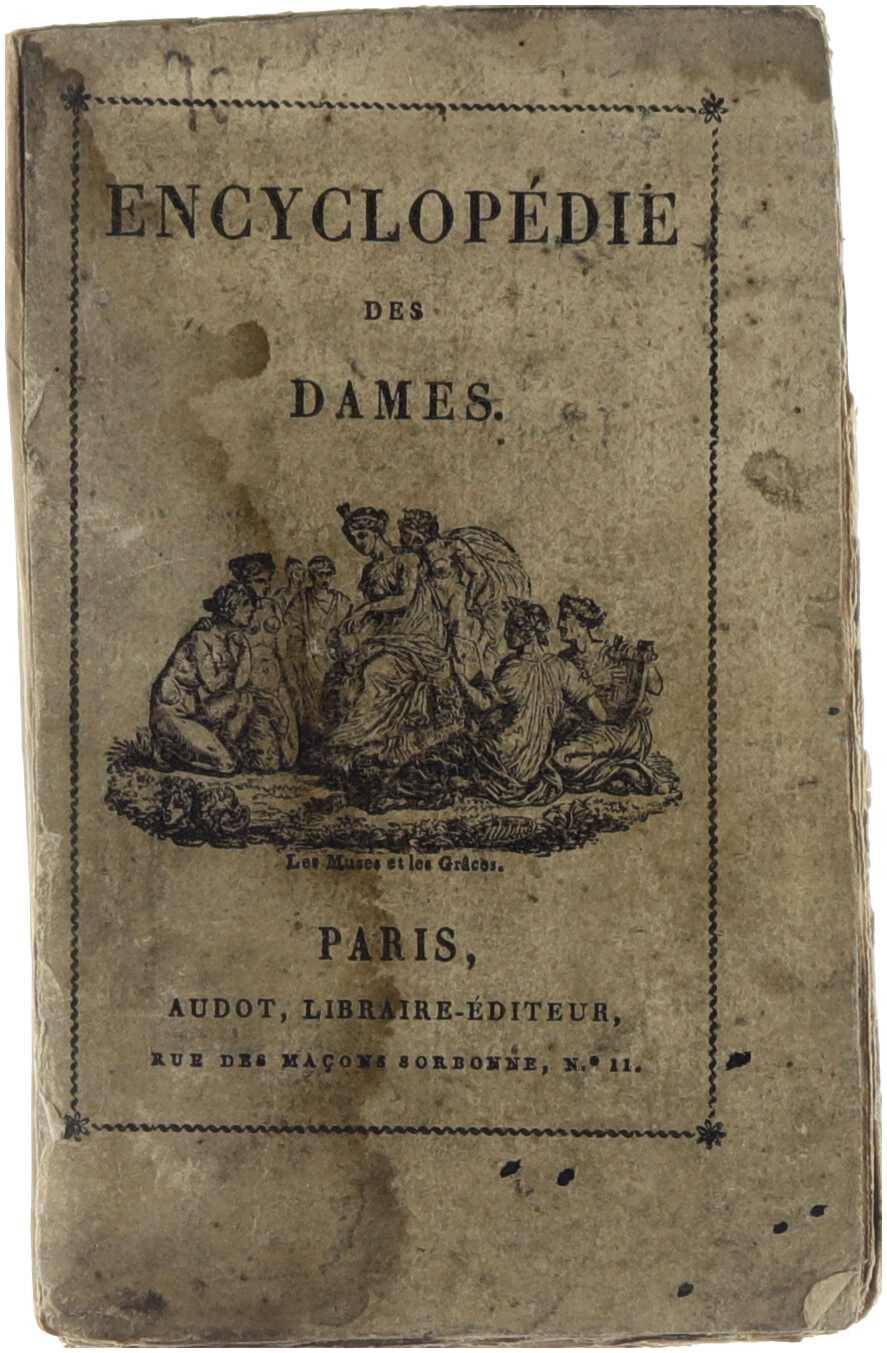 ENCYCLOPÉDIE
DES
DAMES.
Les Muses et les Grâces.
PARIS,
AUDOT, LIBRAIRE-ÉDITEUR,
RUE DES MAÇONS SORBONNE, N.º 11.